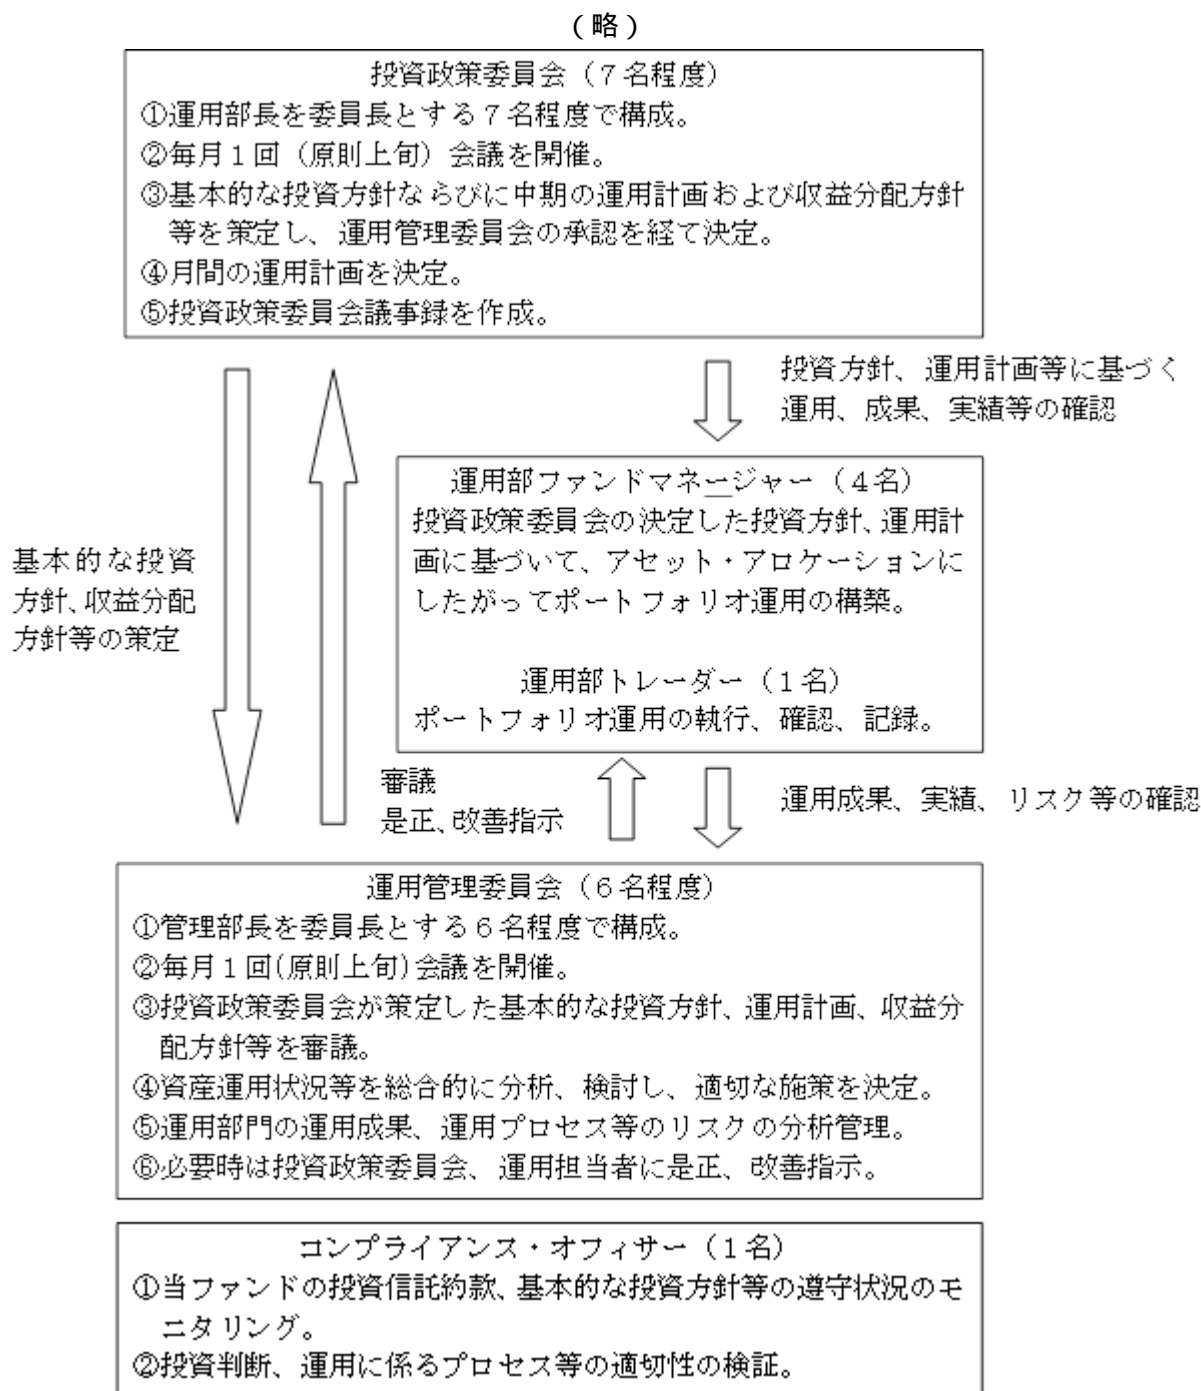 (略)
投資政策委員会（７名程度）
①運用部長を委員長とする７名程度で構成。
②毎月１回（原則上旬）会議を開催。
③基本的な投資方針ならびに中期の運用計画および収益分配方針
等を策定し、運用管理委員会の承認を経て決定。
④月間の運用計画を決定。
⑤投資政策委員会議事録を作成。
投資方針、運用計画等に基づく
運用、成果、実績等の確認
運用部ファンドマネージャー（４名）
投資政策委員会の決定した投資方針、運用計
画に基づいて、アセット・アロケーションに
したがってポートフォリオ運用の構築。
運用部トレーダー（１名）
ポートフォリオ運用の執行、確認、記録。
基本的な投資
方針、収益分配
方針等の策定
審議
是正、改善指示
運用成果、実績、リスク等の確認
運用管理委員会（６名程度）
①管理部長を委員長とする６名程度で構成。
②毎月１回(原則上旬)会議を開催。
③投資政策委員会が策定した基本的な投資方針、運用計画、収益分
配方針等を審議。
④資産運用状況等を総合的に分析、検討し、適切な施策を決定。
⑤運用部門の運用成果、運用プロセス等のリスクの分析管理。
⑥必要時は投資政策委員会、運用担当者に是正、改善指示。
コンプライアンス・オフィサー（１名）
①当ファンドの投資信託約款、基本的な投資方針等の遵守状況のモ
ニタリング。
②投資判断、運用に係るプロセス等の適切性の検証。